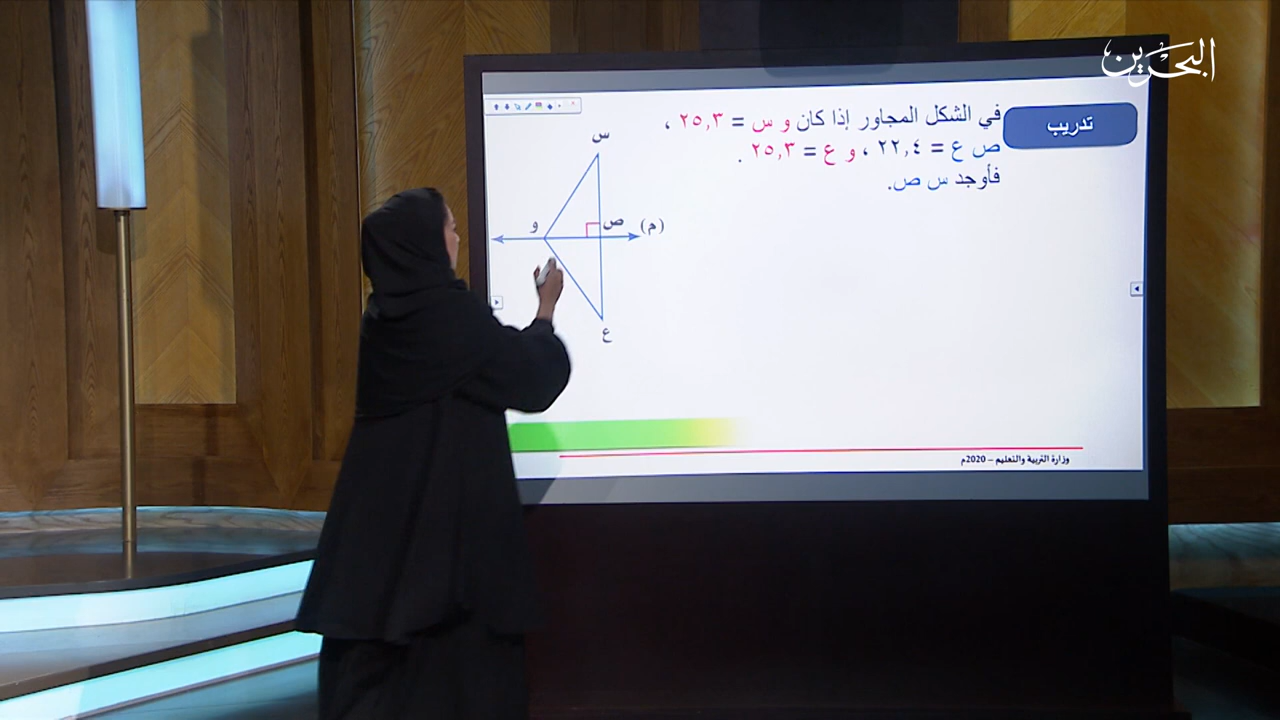 البحرين
تدريب
في الشكل المجاور إذا كان و س = ٢٥,٣ ،
ص ع = ٢٢,٤ ، و ع = ٢٥,٣ .
فأوجد س ص.
س
و
ص
(م)
ع
وزارة التربية والتعليم – 2020م